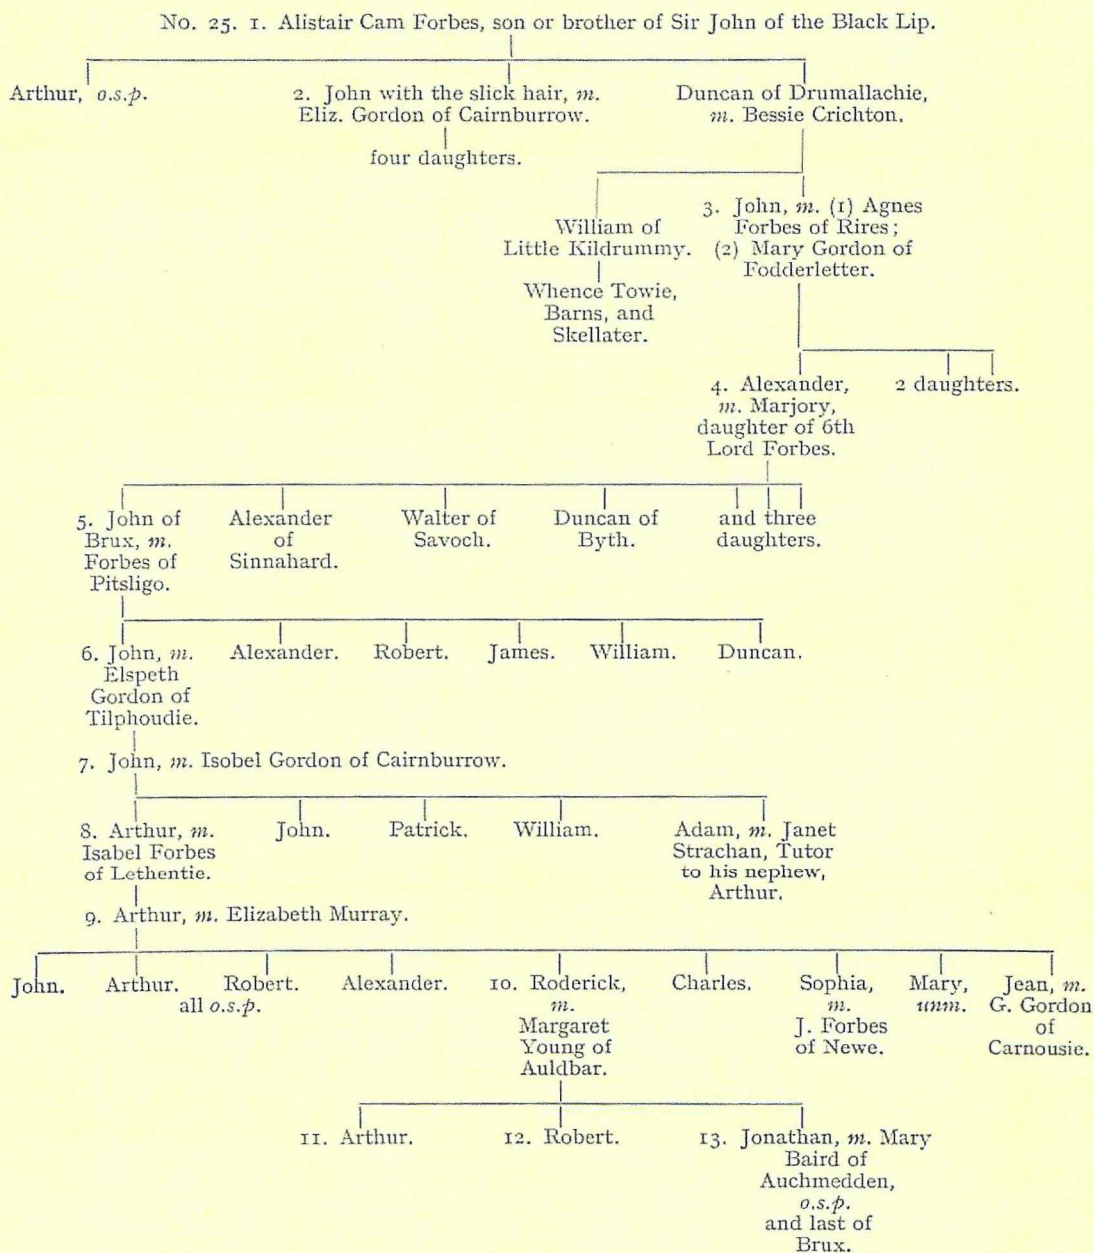 No. 25. 1. Alistair Cam Forbes, son or brother of Sir John of the Black Lip.
Arthur, o.s.p.
2. John with the slick hair, m.
Eliz. Gordon of Cairnburrow.
four daughters.
Duncan of Drumallachie,
m. Bessie Crichton.
William of
Little Kildrummy.
Whence Towie,
Barns, and
Skellater.
3. John, m. (1) Agnes
Forbes of Rires;
(2) Mary Gordon of
Fodderletter.
4. Alexander,
m. Marjory,
daughter of 6th
Lord Forbes.
2 daughters.
5. John of
Brux, m.
Forbes of
Pitsligo.
Alexander
of
Sinnahard.
Walter of
Savoch.
Duncan of
Byth.
and three
daughters.
6. John, m.
Elspeth
Gordon of
Tilphoudie.
Alexander.
Robert.
James.
William.
Duncan.
7. John, m. Isobel Gordon of Cairnburrow.
8. Arthur, m.
Isabel Forbes
of Lethentie.
John.
Patrick.
William.
Adam, m. Janet
Strachan, Tutor
to his nephew,
Arthur.
9. Arthur, m. Elizabeth Murray.
John.
Arthur.
Robert.
all o.s.p.
Alexander.
10. Roderick,
m.
Margaret
Young of
Auldbar.
Charles.
Sophia,
m.
J. Forbes
of Newe.
Mary,
unm.
Jean, m.
G. Gordon
of
Carnousie.
11. Arthur.
12. Robert.
13. Jonathan, m. Mary
Baird of
Auchmedden,
o.s.p.
and last of
Brux.